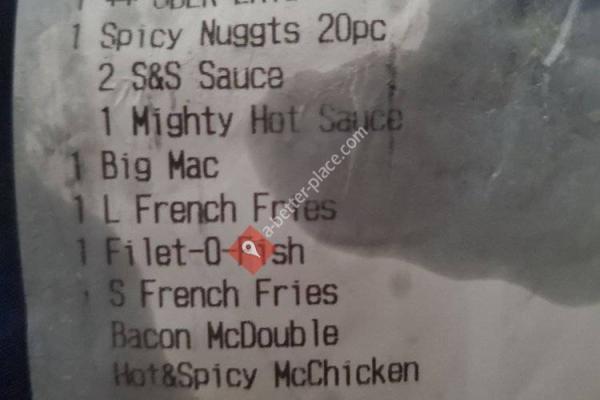 1 Spicy Nuggts 20pc
2 S&S Sauce
1 Mighty Hot Sauce
1 Big Mac
1 L French Fries
1 Filet-O-Fish
S French Fries
Bacon McDouble
Hot&Spicy McChicken
a-better-place.com